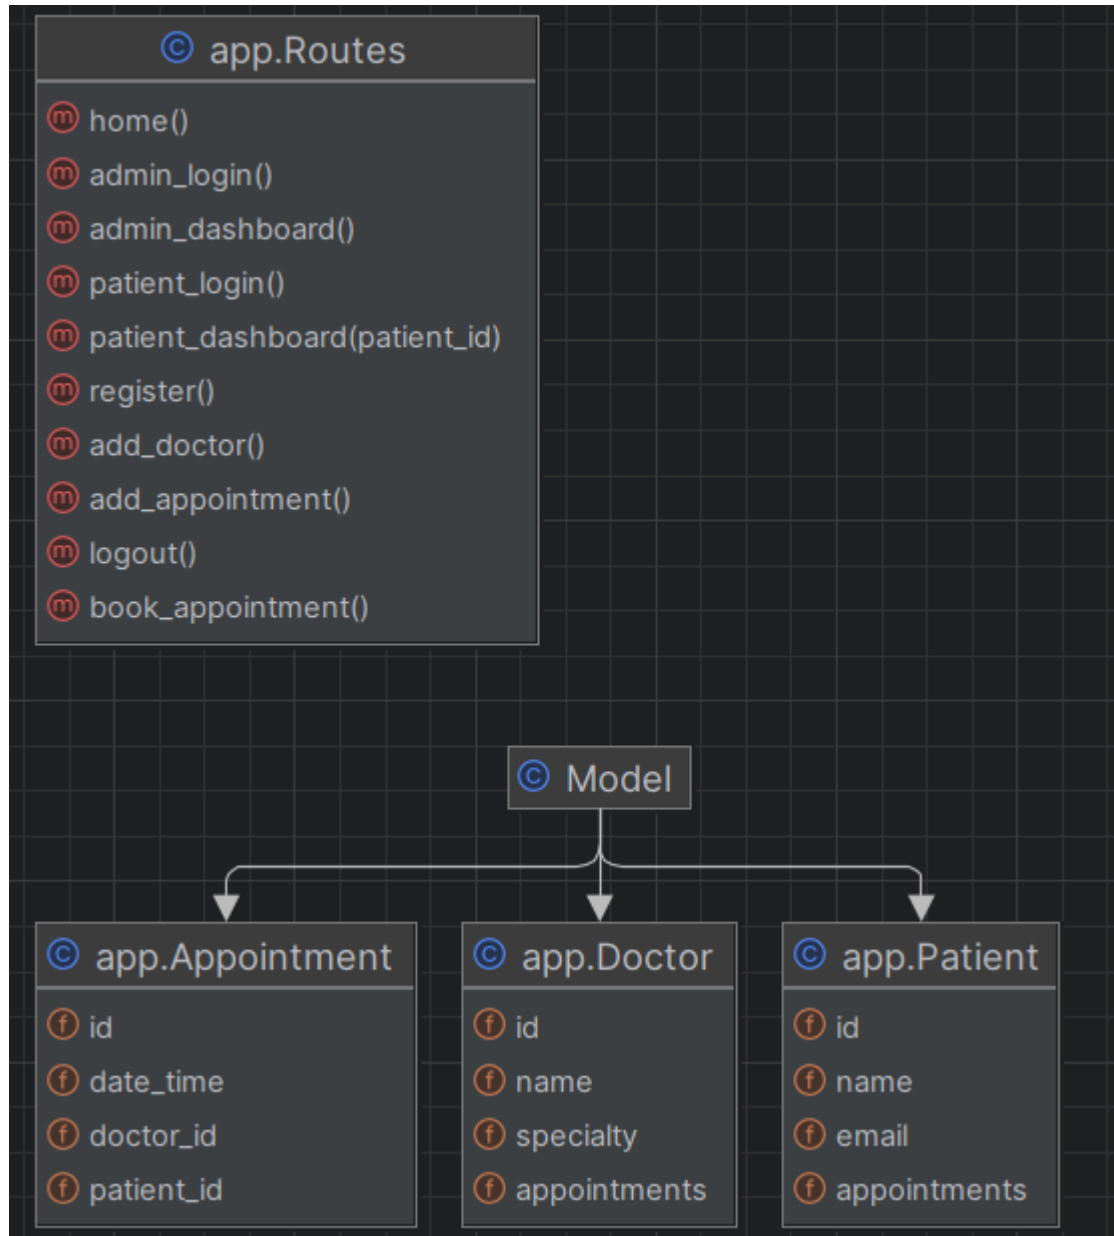 © app.Routes
m home()
m admin_login()
m admin_dashboard()
m patient_login()
m patient_dashboard(patient_id)
m register()
m add_doctor()
m add_appointment()
m logout()
m book_appointment()
© Model
© app.Appointment
f id
f date_time
f doctor_id
f patient_id
© app.Doctor
f id
f name
f specialty
f appointments
© app.Patient
f id
f name
f email
f appointments